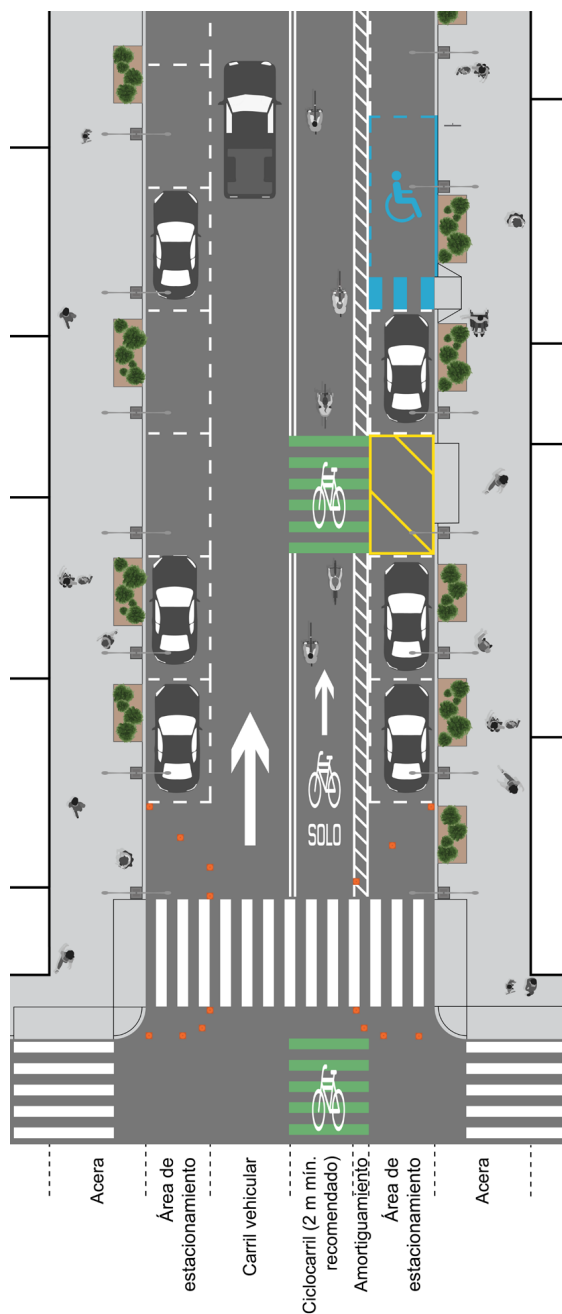 SOLO
Acera
Área de
estacionamiento
Carril vehicular
Ciclocarril (2 m mín.
recomendado)
Amortiguamiento
Área de
estacionamiento
Acera